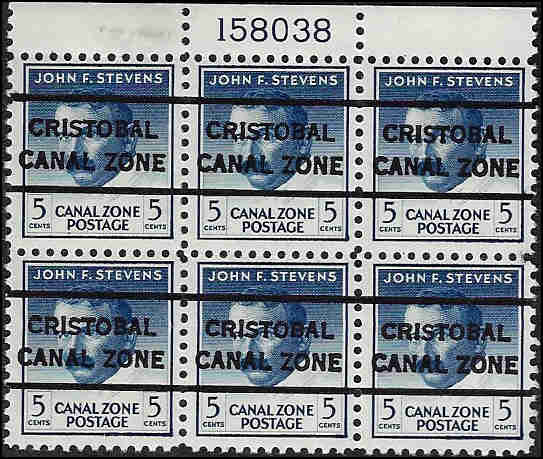 158038
JOHN F. STEVENS JOHN F. STEVENS JOHN F. STEVENS
CRISTOBAL CRISTOBAL CRISTOBAL
CANAL ZONE CANAL ZONE CANAL ZONE
5 CENTS CANAL ZONE POSTAGE 5 CENTS 5 CENTS CANAL ZONE POSTAGE 5 CENTS 5 CENTS CANAL ZONE POSTAGE 5 CENTS
JOHN F. STEVENS JOHN F. STEVENS JOHN F. STEVENS
CRISTOBAL CRISTOBAL CRISTOBAL
CANAL ZONE CANAL ZONE CANAL ZONE
5 CENTS CANAL ZONE POSTAGE 5 CENTS 5 CENTS CANAL ZONE POSTAGE 5 CENTS 5 CENTS CANAL ZONE POSTAGE 5 CENTS